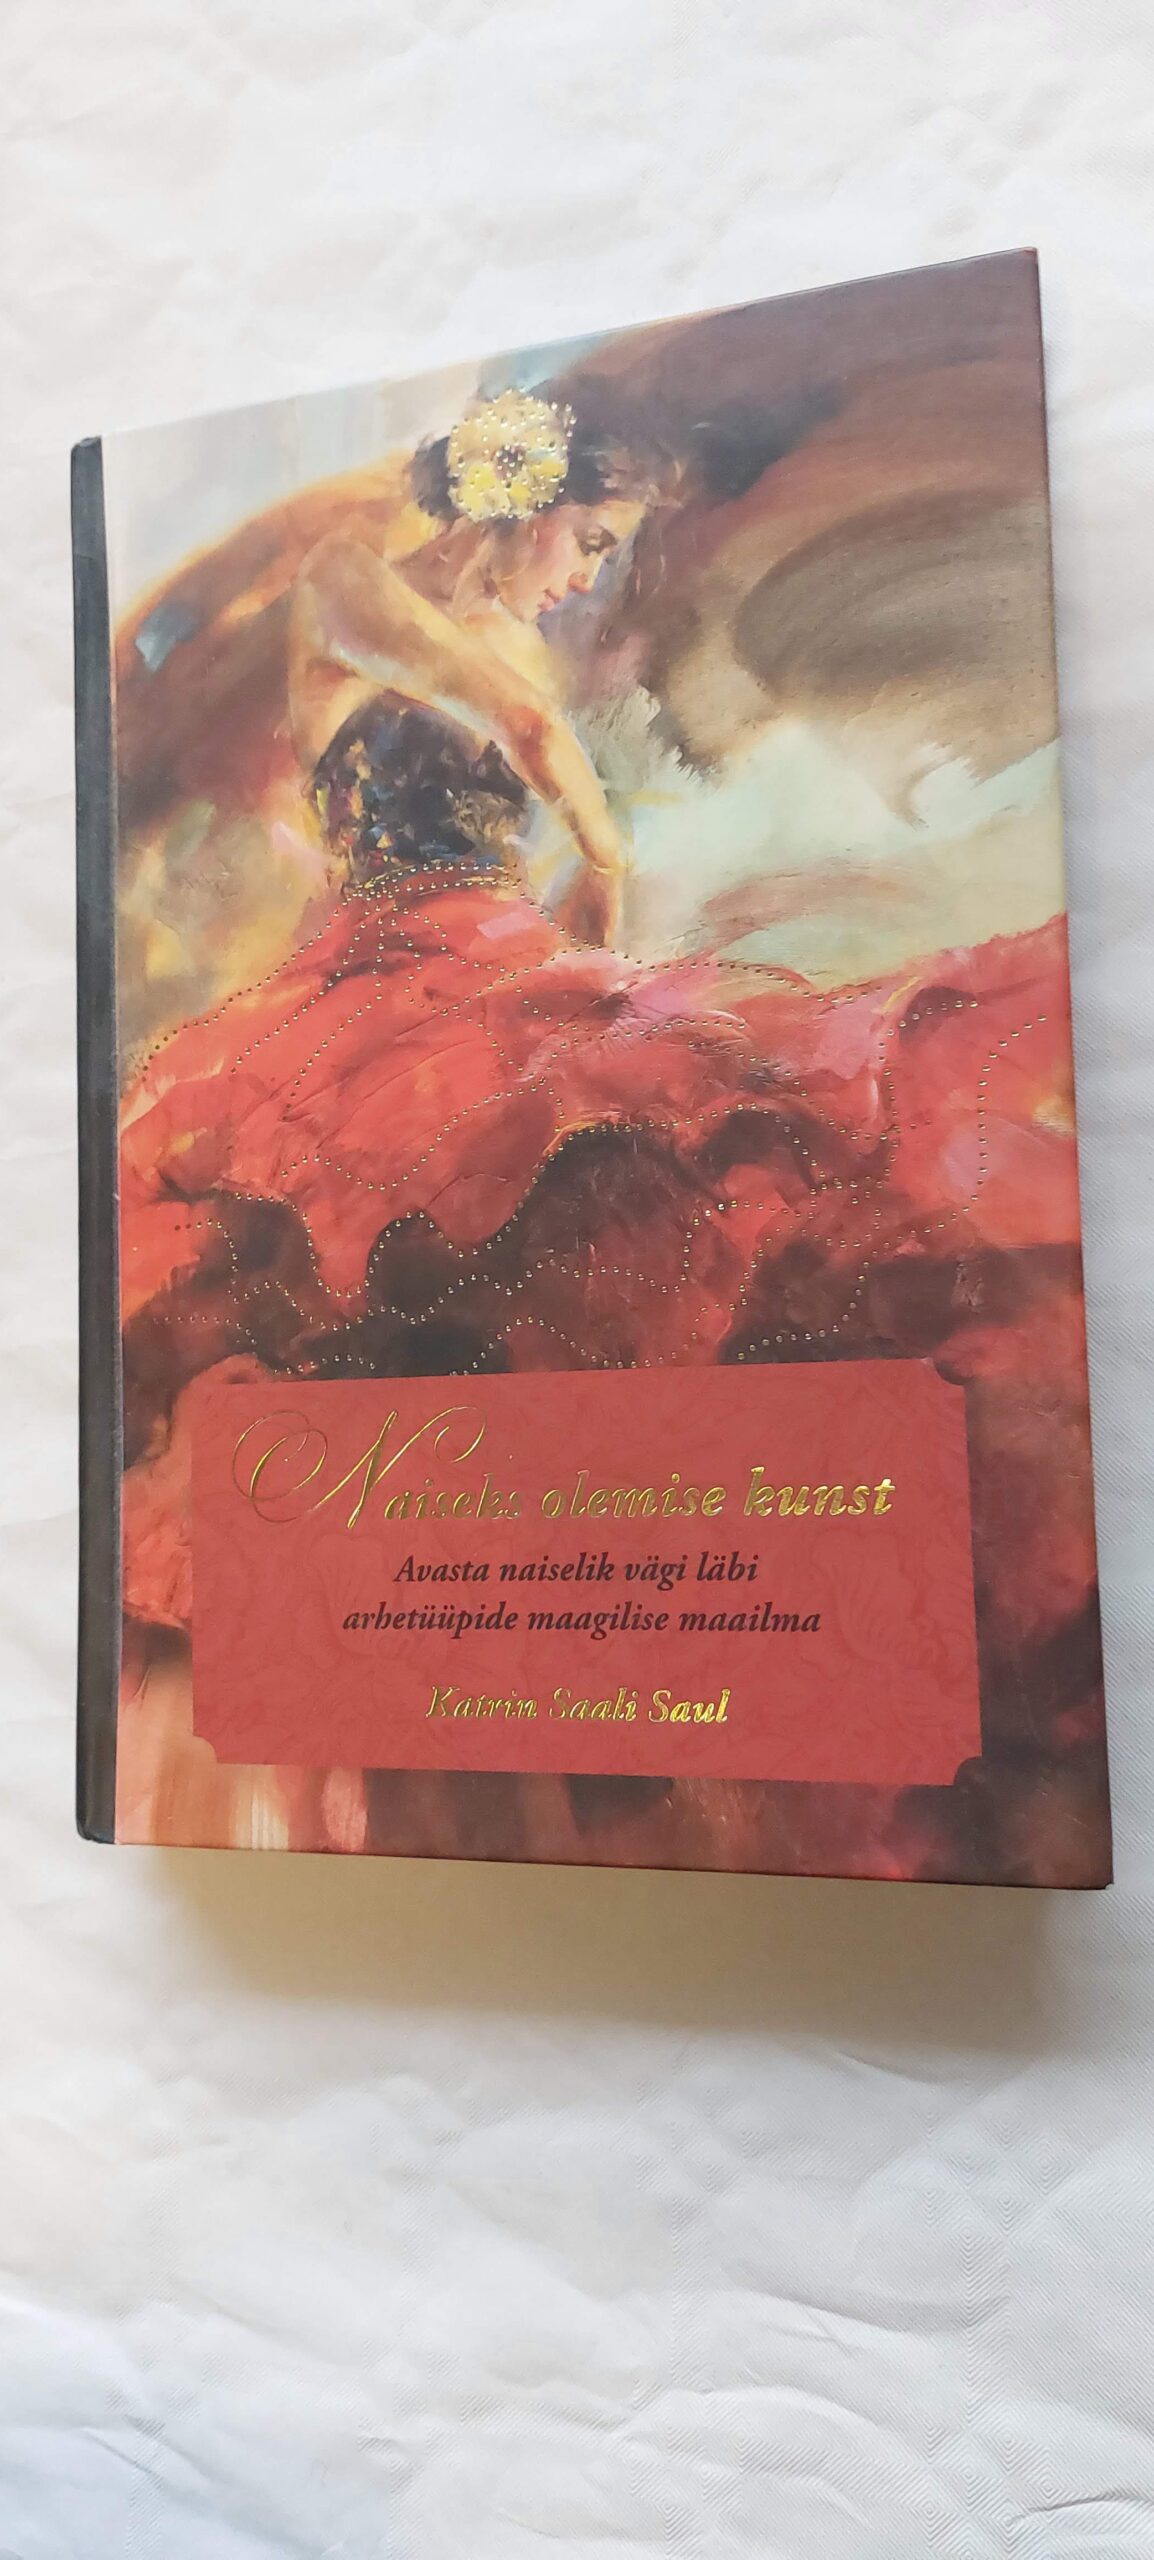 Naiseks olemise kunst
Avasta naiselik vägi läbi
arhetüüpide maagilise maailma
Katrin Saali Saul